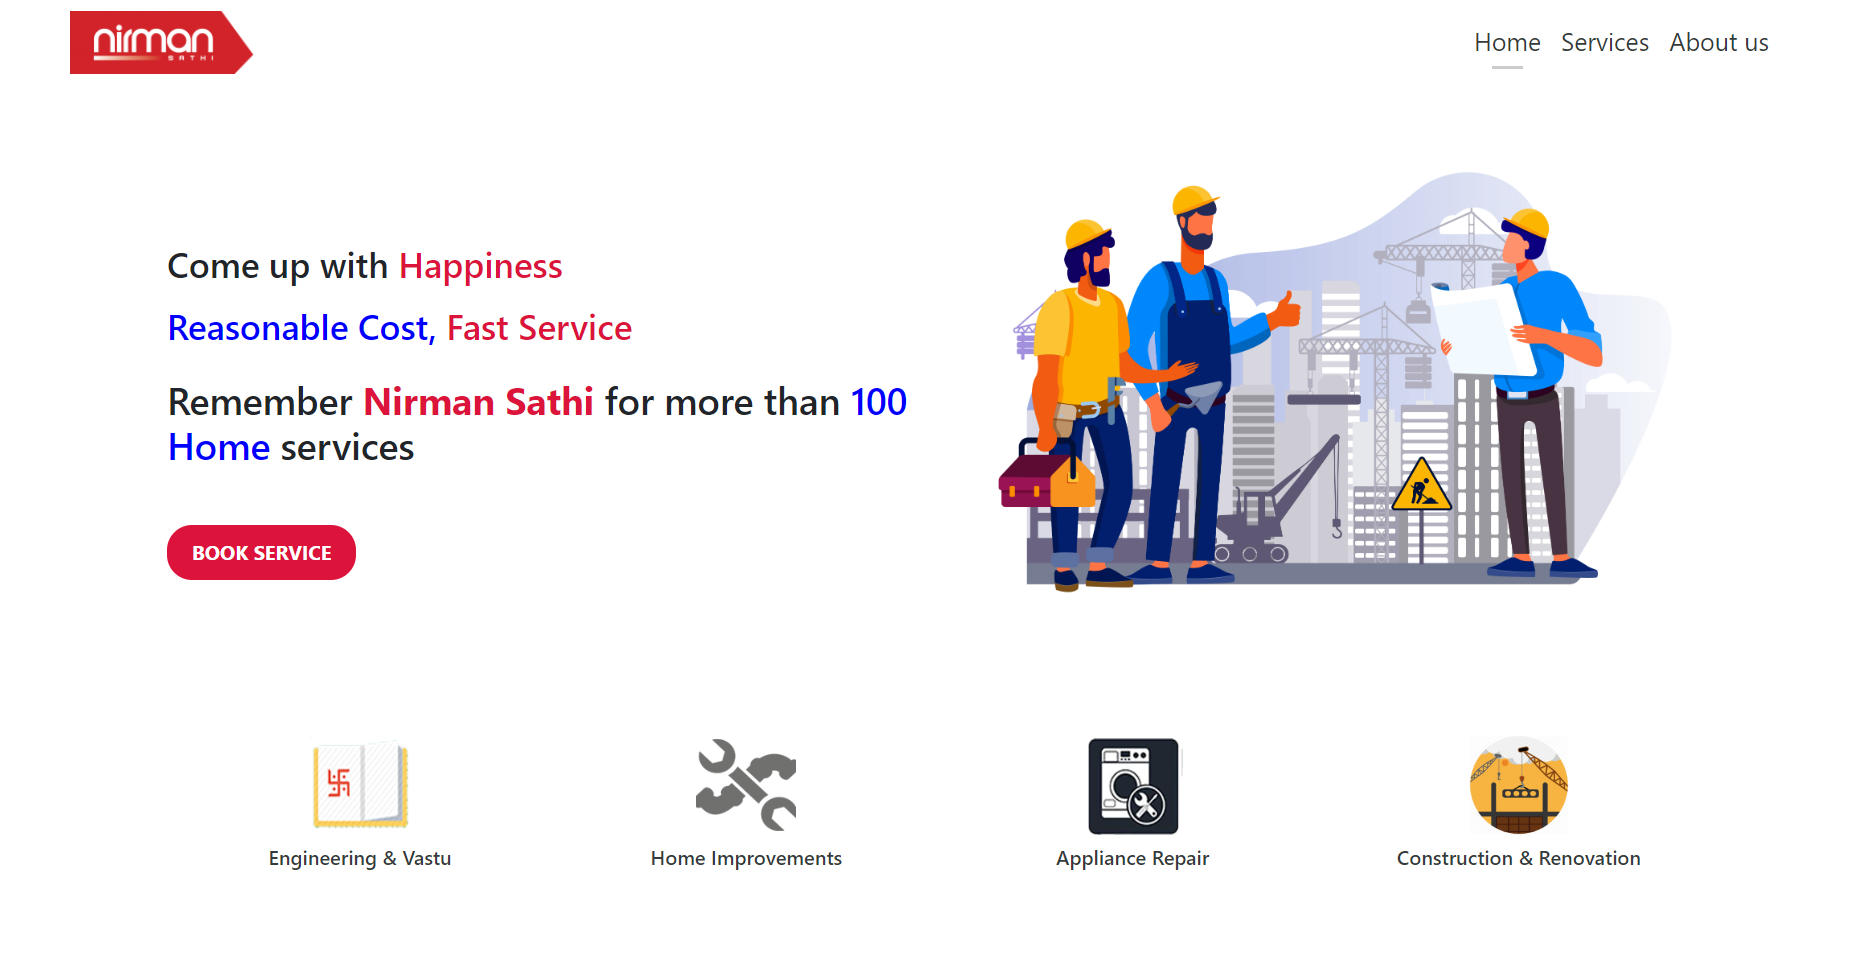 nirman
SATHI
Home Services About us
Come up with Happiness
Reasonable Cost, Fast Service
Remember Nirman Sathi for more than 100
Home services
BOOK SERVICE
Engineering & Vastu
Home Improvements
Appliance Repair
Construction & Renovation